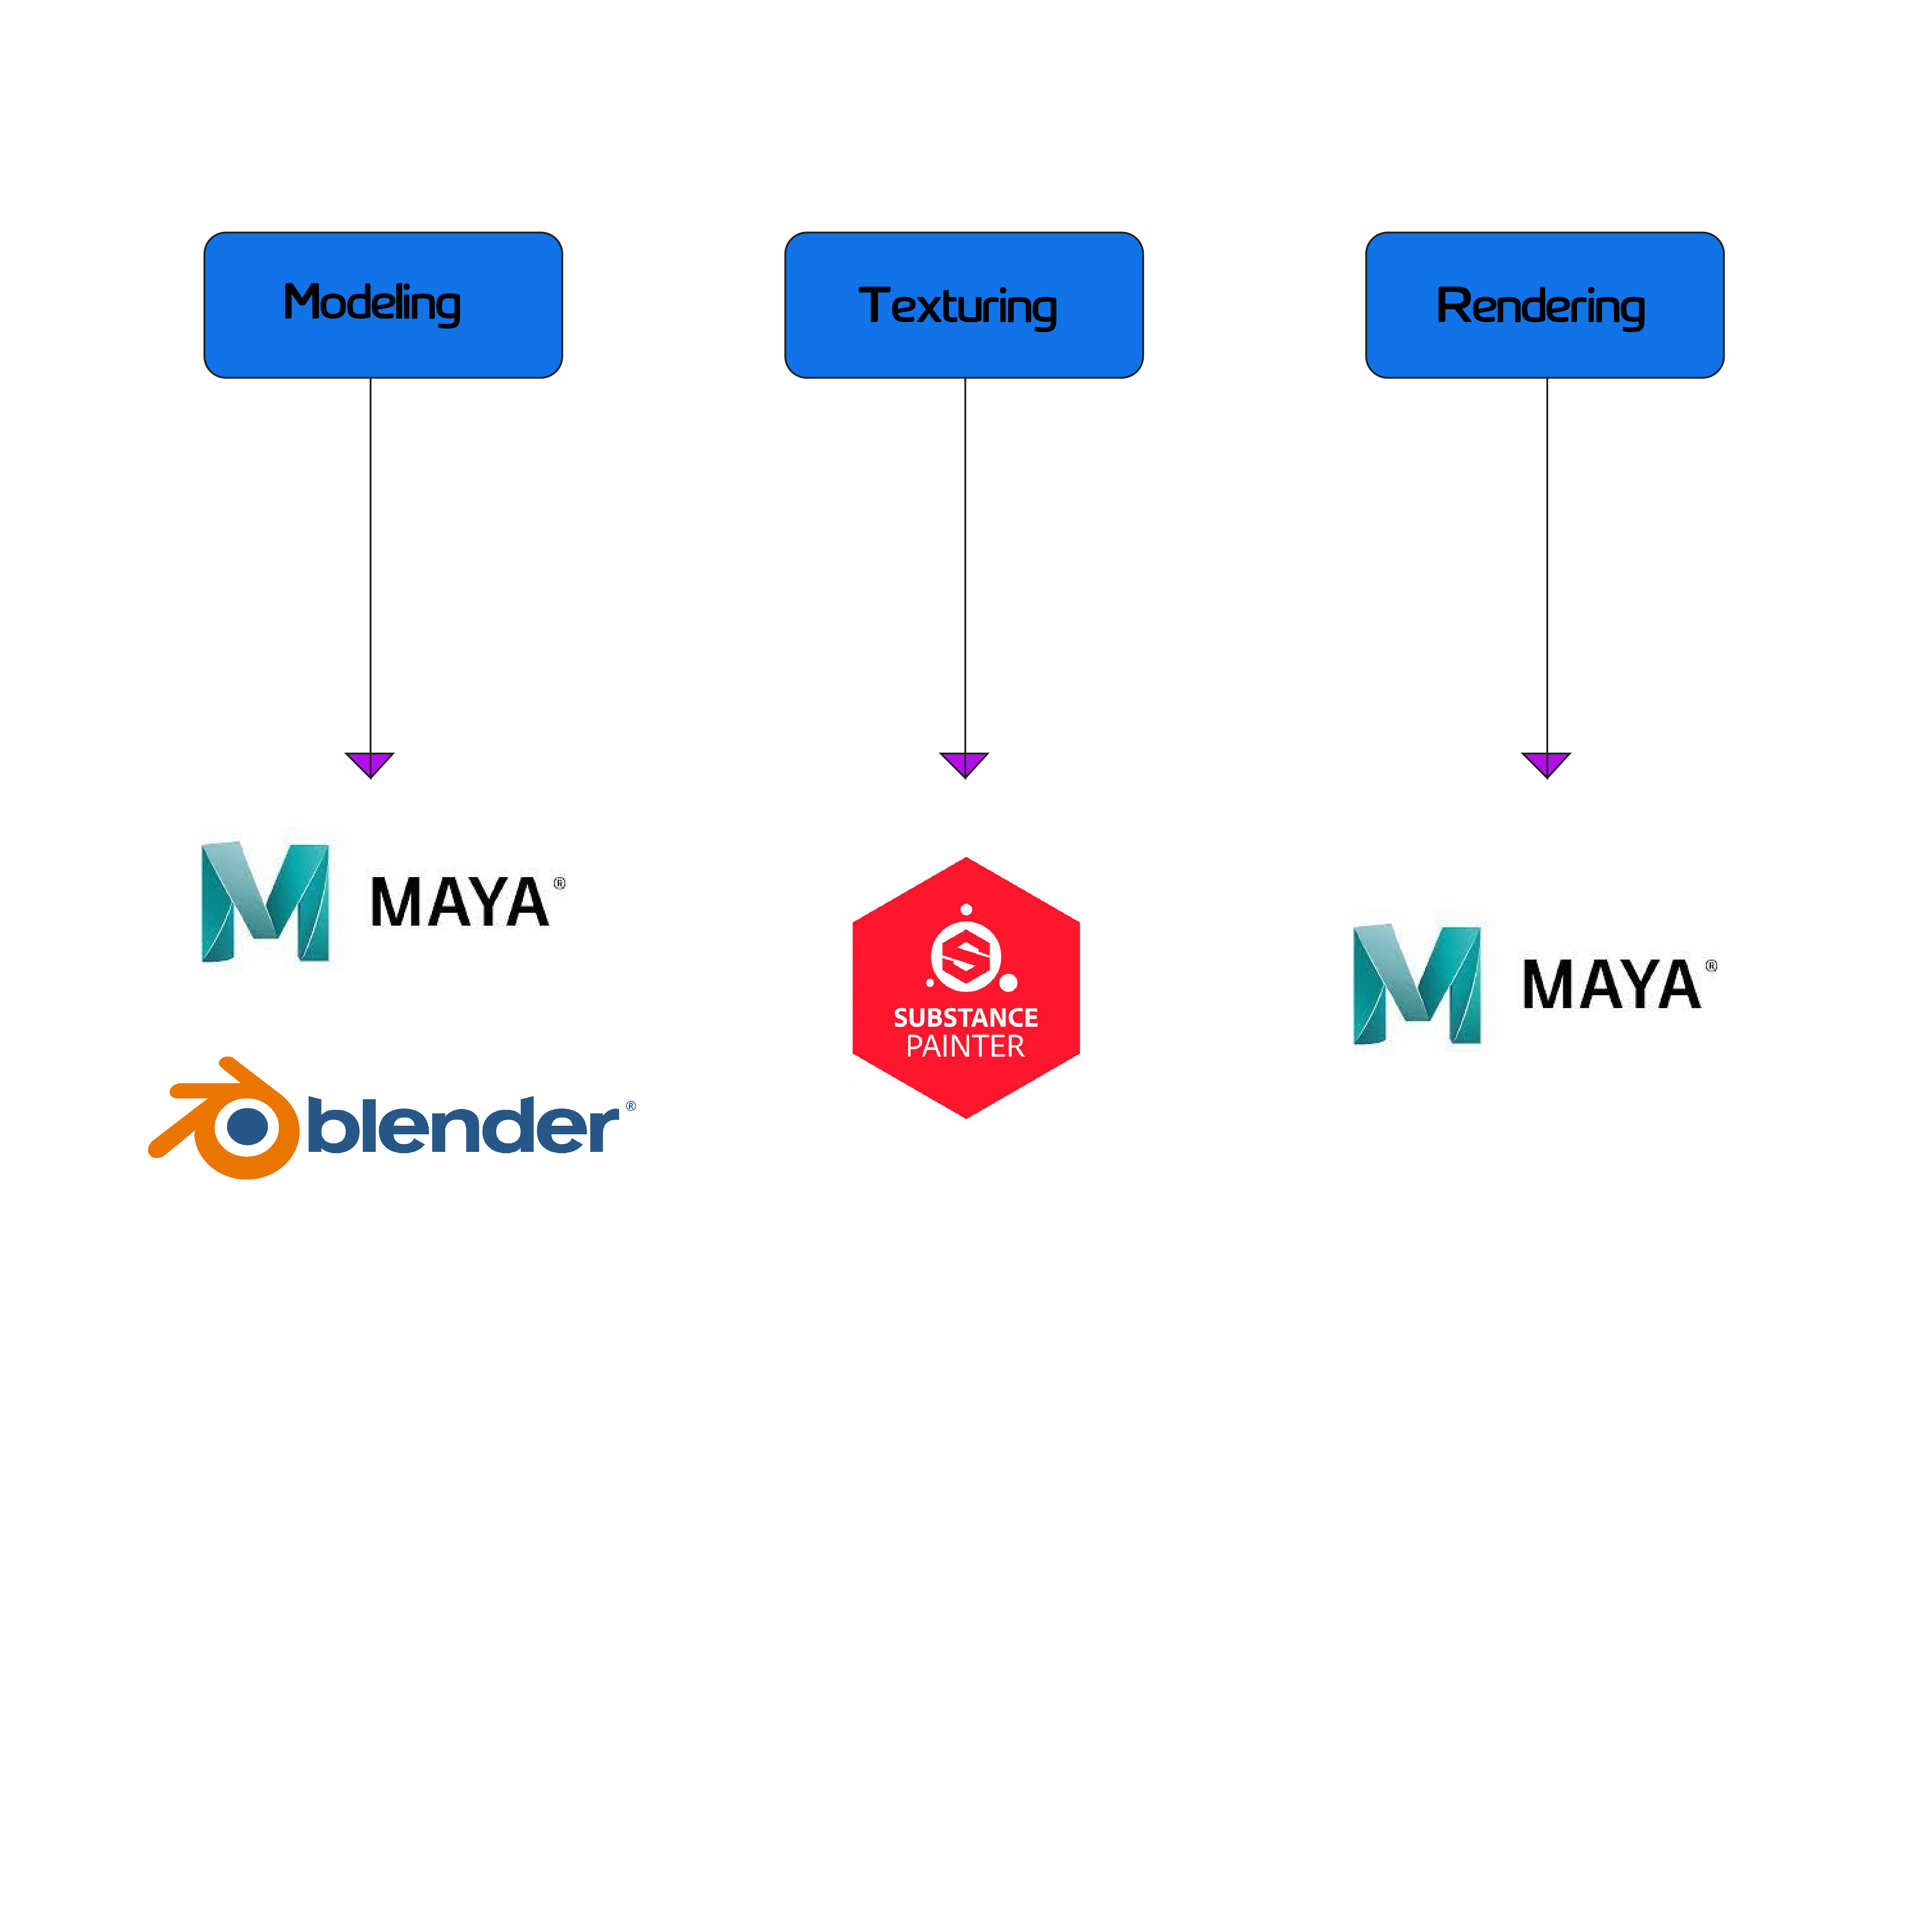 Modeling
Texturing
Rendering
MAYA®
blender®
SUBSTANCE
PAINTER
MAYA®